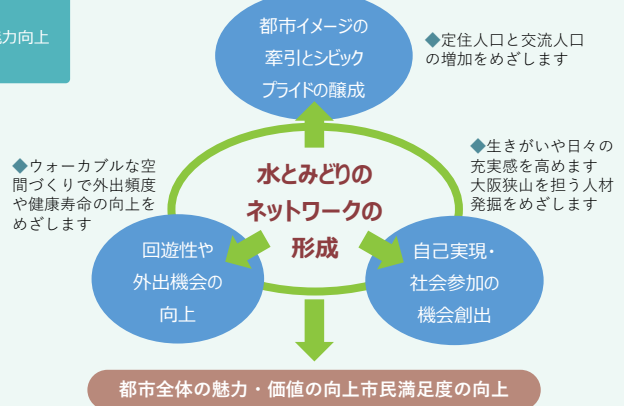 力向上
都市イメージの
牽引とシビック
プライドの醸成
◆定住人口と交流人口
の増加をめざします
◆ウォーカブルな空
間づくりで外出頻度
や健康寿命の向上を
めざします
水とみどりの
ネットワークの
形成
◆生きがいや日々の
充実感を高めます
大阪狭山を担う人材
発掘をめざします
回遊性や
外出機会の
向上
自己実現・
社会参加の
機会創出
都市全体の魅力・価値の向上市民満足度の向上